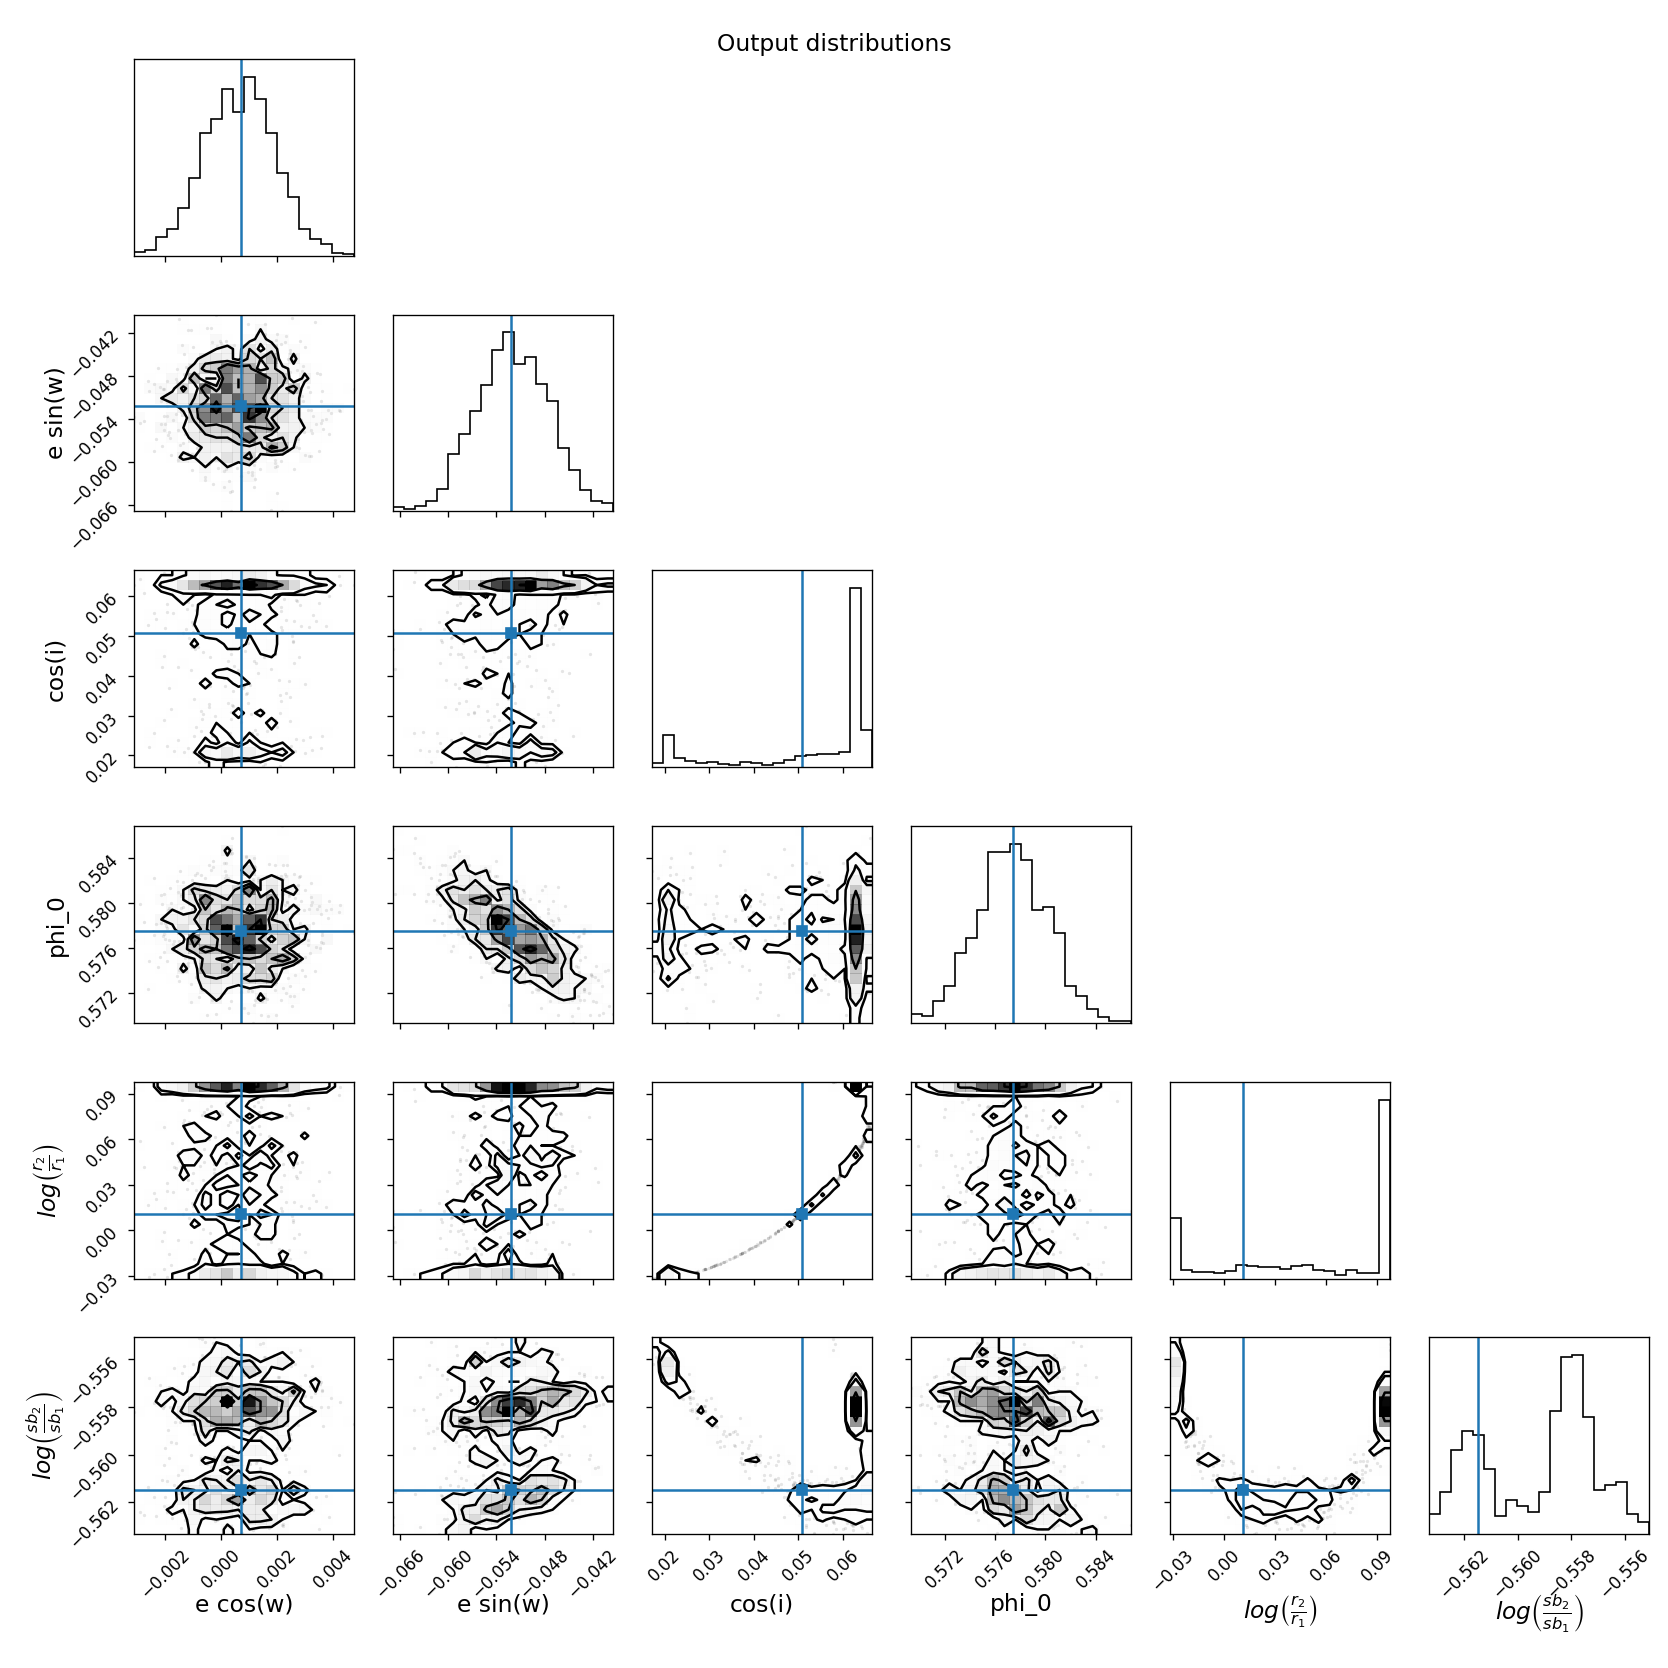 Output distributions
e sin(w)
−0.042
−0.048
−0.054
−0.060
−0.066
cos(i)
0.06
0.05
0.04
0.03
0.02
phi_0
0.584
0.580
0.576
0.572
log(r₂/r₁)
0.09
0.06
0.03
0.00
−0.03
log(sb₂/sb₁)
−0.556
−0.558
−0.560
−0.562
−0.002 0.000 0.002 0.004
e cos(w)
−0.066 −0.060 −0.054 −0.048 −0.042
e sin(w)
0.02 0.03 0.04 0.05 0.06
cos(i)
0.572 0.576 0.580 0.584
phi_0
−0.03 0.00 0.03 0.06 0.09
log(r₂/r₁)
−0.562 −0.560 −0.558 −0.556
log(sb₂/sb₁)